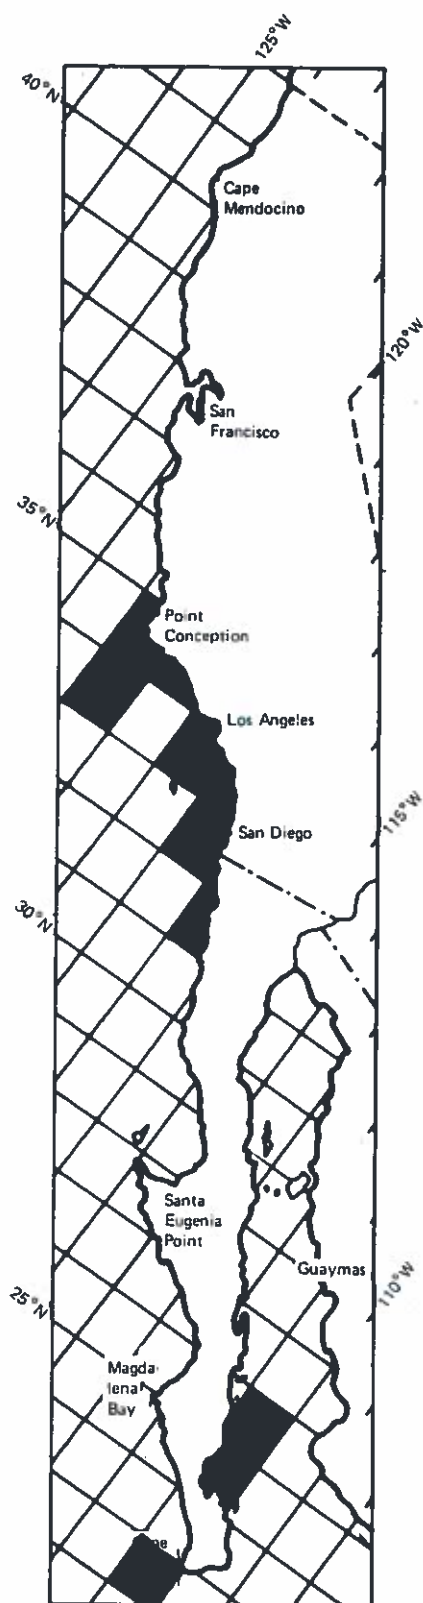 125°W
40°N
Cape
Mendocino
120°W
San
Francisco
35°N
Point
Conception
Los Angeles
115°W
San Diego
30°N
Santa
Eugenia
Point
Guaymas
110°W
25°N
Magda-
lena
Bay